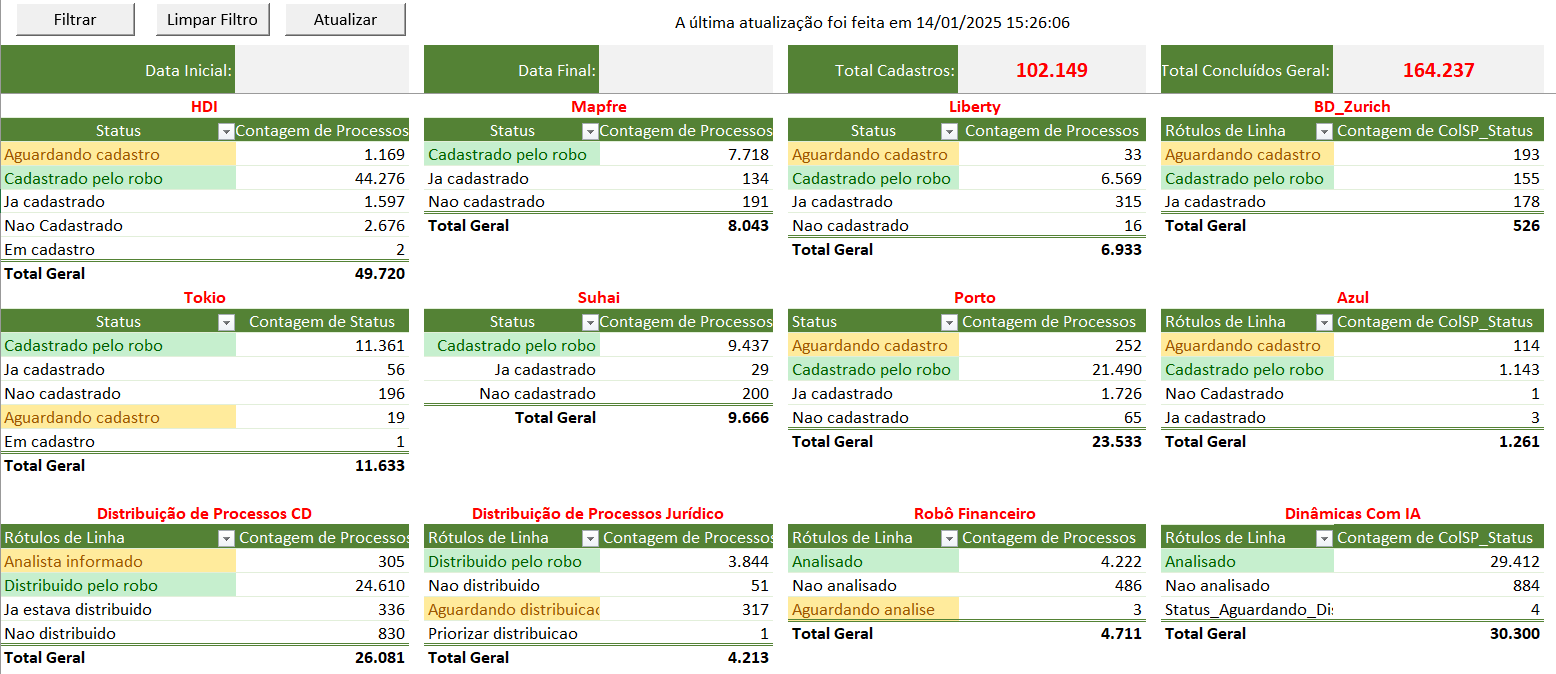 Filtrar Limpar Filtro Atualizar A última atualização foi feita em 14/01/2025 15:26:06
Data Inicial: Data Final: Total Cadastros: 102.149 Total Concluídos Geral: 164.237
HDI Mapfre Liberty BD_Zurich
Status Contagem de Processos Status Contagem de Processos Status Contagem de Processos Rótulos de Linha Contagem de ColSP_Status
Aguardando cadastro 1.169 Cadastrado pelo robo 7.718 Aguardando cadastro 33 Aguardando cadastro 193
Cadastrado pelo robo 44.276 Ja cadastrado 134 Cadastrado pelo robo 6.569 Cadastrado pelo robo 155
Ja cadastrado 1.597 Nao cadastrado 191 Ja cadastrado 315 Ja cadastrado 178
Nao Cadastrado 2.676 Total Geral 8.043 Nao cadastrado 16 Total Geral 526
Em cadastro 2 Total Geral 6.933
Total Geral 49.720
Tokio Suhai Porto Azul
Status Contagem de Status Status Contagem de Processos Status Contagem de Processos Rótulos de Linha Contagem de ColSP_Status
Cadastrado pelo robo 11.361 Cadastrado pelo robo 9.437 Aguardando cadastro 252 Aguardando cadastro 114
Ja cadastrado 56 Ja cadastrado 29 Cadastrado pelo robo 21.490 Cadastrado pelo robo 1.143
Nao cadastrado 196 Nao cadastrado 200 Ja cadastrado 1.726 Nao Cadastrado 1
Aguardando cadastro 19 Total Geral 9.666 Nao cadastrado 65 Ja cadastrado 3
Em cadastro 1 Total Geral 23.533 Total Geral 1.261
Total Geral 11.633
Distribuição de Processos CD Distribuição de Processos Jurídico Robô Financeiro Dinâmicas Com IA
Rótulos de Linha Contagem de Processos Rótulos de Linha Contagem de Processos Rótulos de Linha Contagem de Processos Rótulos de Linha Contagem de ColSP_Status
Analista informado 305 Distribuido pelo robo 3.844 Analisado 4.222 Analisado 29.412
Distribuido pelo robo 24.610 Nao distribuido 51 Nao analisado 486 Nao analisado 884
Ja estava distribuido 336 Aguardando distribuicac 317 Aguardando analise 3 Status_Aguardando_Di 4
Nao distribuido 830 Priorizar distribuicao 1 Total Geral 4.711 Total Geral 30.300
Total Geral 26.081 Total Geral 4.213